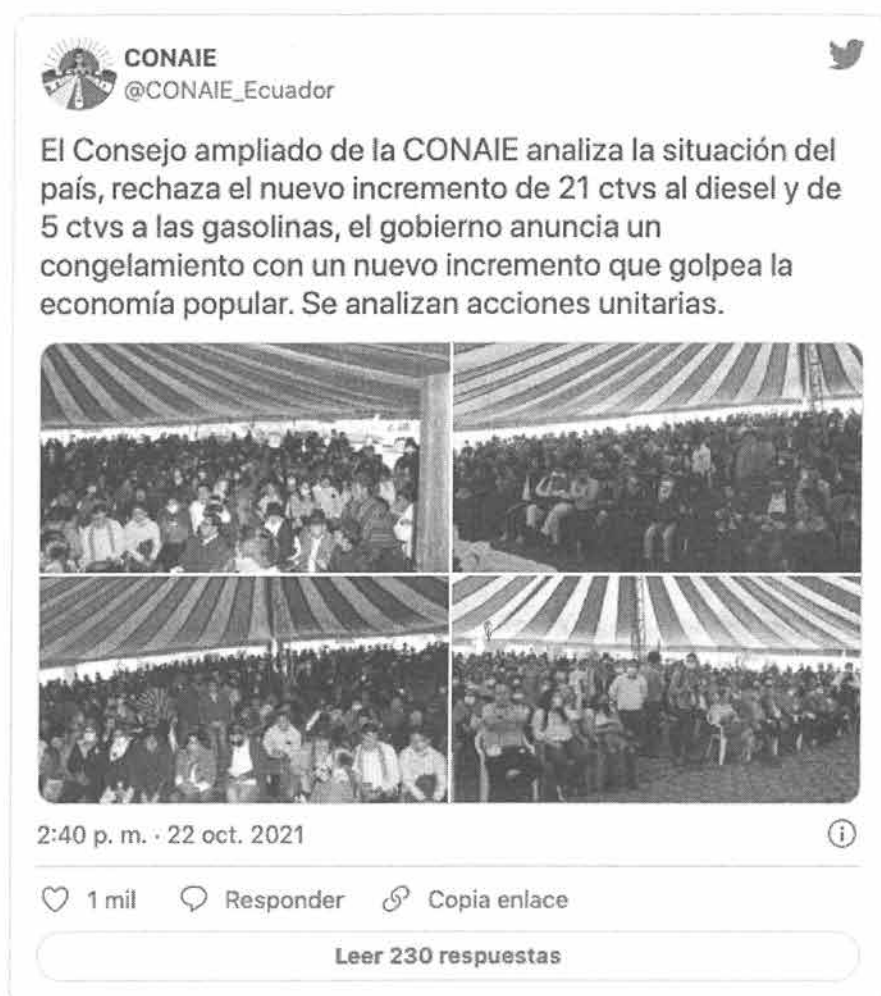 CONAIE
@CONAIE_Ecuador
El Consejo ampliado de la CONAIE analiza la situación del
país, rechaza el nuevo incremento de 21 ctvs al diesel y de
5 ctvs a las gasolinas, el gobierno anuncia un
congelamiento con un nuevo incremento que golpea la
economía popular. Se analizan acciones unitarias.
2:40 p. m. · 22 oct. 2021
1 mil
Responder
Copia enlace
Leer 230 respuestas